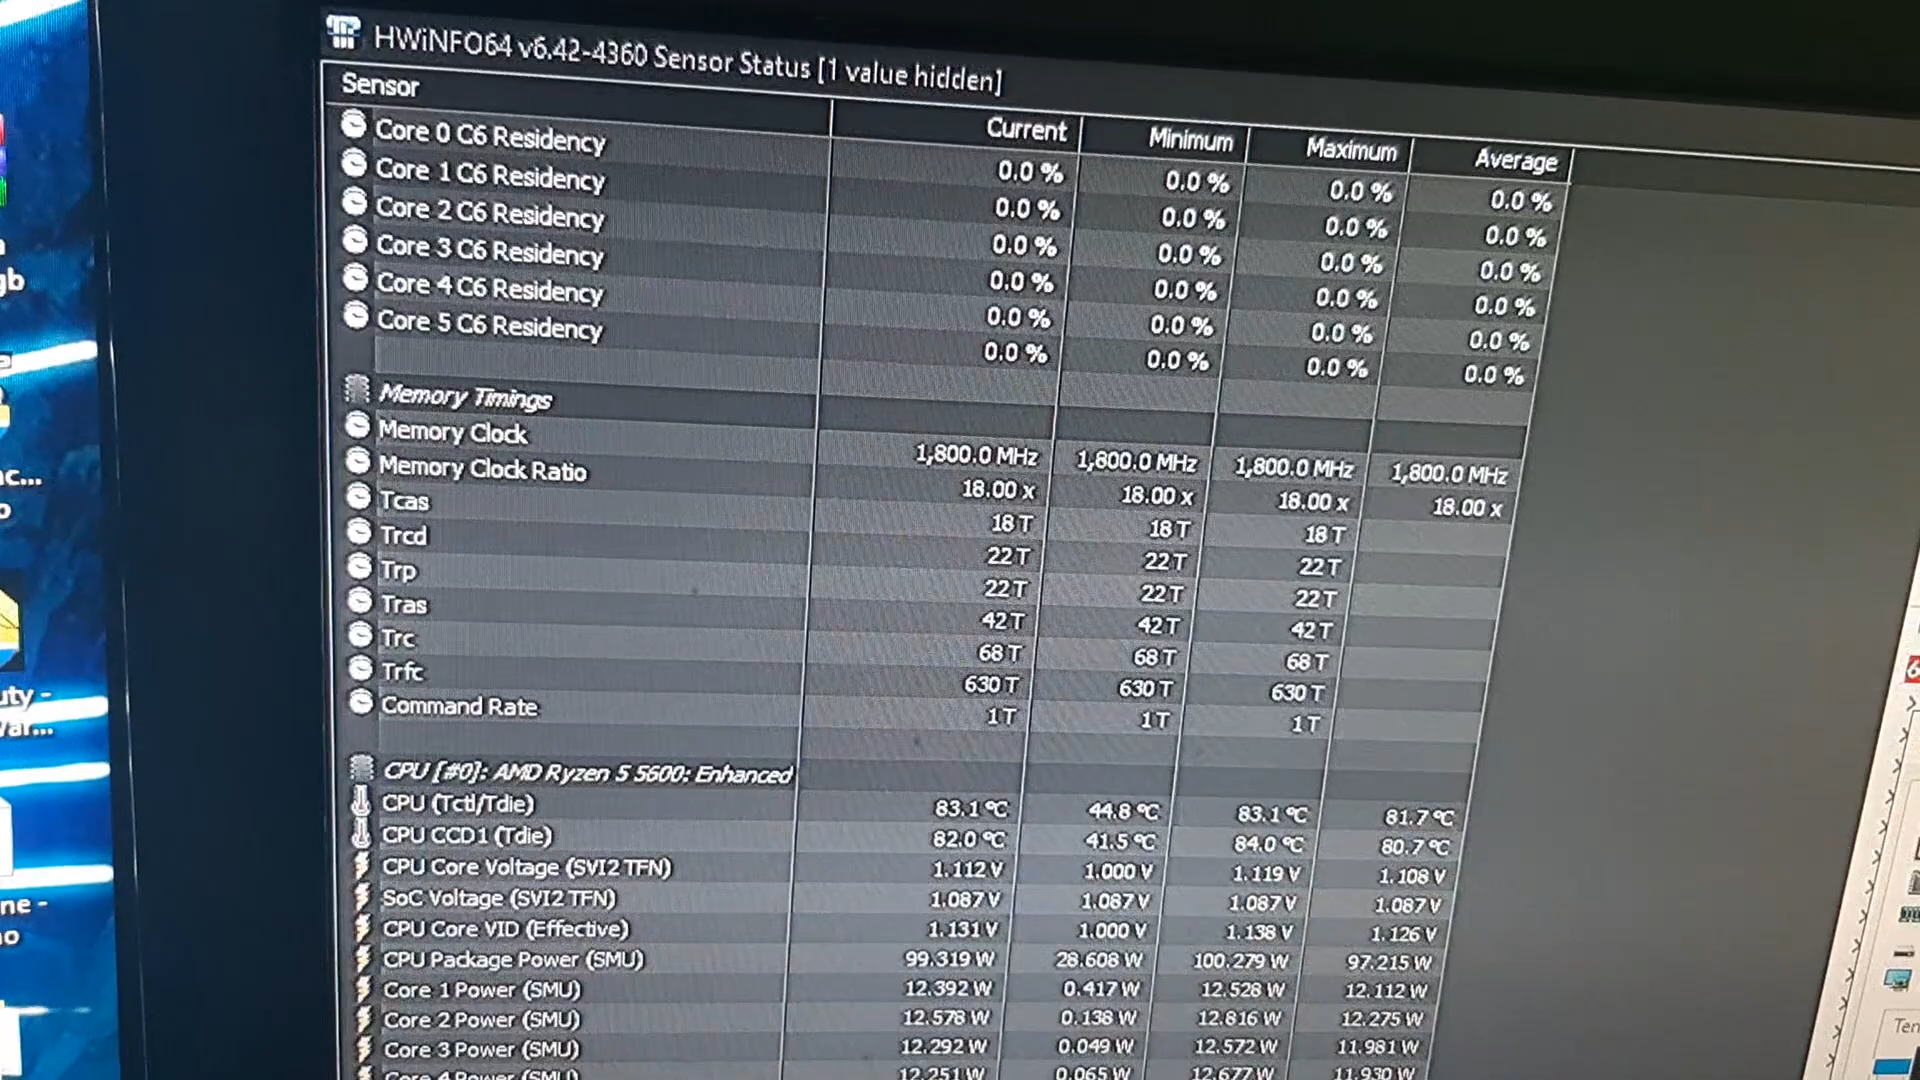 HWiNFO64 v6.42-4360 Sensor Status [1 value hidden]
Sensor Current Minimum Maximum Average
Core 0 C6 Residency 0.0 % 0.0 % 0.0 % 0.0 %
Core 1 C6 Residency 0.0 % 0.0 % 0.0 % 0.0 %
Core 2 C6 Residency 0.0 % 0.0 % 0.0 % 0.0 %
Core 3 C6 Residency 0.0 % 0.0 % 0.0 % 0.0 %
Core 4 C6 Residency 0.0 % 0.0 % 0.0 % 0.0 %
Core 5 C6 Residency 0.0 % 0.0 % 0.0 % 0.0 %
Memory Timings
Memory Clock 1,800.0 MHz 1,800.0 MHz 1,800.0 MHz 1,800.0 MHz
Memory Clock Ratio 18.00 x 18.00 x 18.00 x 18.00 x
Tcas 18 T 18 T 18 T
Trcd 22 T 22 T 22 T
Trp 22 T 22 T 22 T
Tras 42 T 42 T 42 T
Trc 68 T 68 T 68 T
Trfc 630 T 630 T 630 T
Command Rate 1 T 1 T 1 T
CPU [#0]: AMD Ryzen 5 5600: Enhanced
CPU (Tctl/Tdie) 83.1 °C 44.8 °C 83.1 °C 81.7 °C
CPU CCD1 (Tdie) 82.0 °C 41.5 °C 84.0 °C 80.7 °C
CPU Core Voltage (SVI2 TFN) 1.112 V 1.000 V 1.119 V 1.108 V
SoC Voltage (SVI2 TFN) 1.087 V 1.087 V 1.087 V 1.087 V
CPU Core VID (Effective) 1.131 V 1.000 V 1.138 V 1.126 V
CPU Package Power (SMU) 99.319 W 28.608 W 100.279 W 97.215 W
Core 1 Power (SMU) 12.392 W 0.417 W 12.528 W 12.112 W
Core 2 Power (SMU) 12.578 W 0.138 W 12.816 W 12.275 W
Core 3 Power (SMU) 12.292 W 0.049 W 12.572 W 11.981 W
Core 4 Power (SMU) 12.251 W 0.065 W 12.677 W 11.930 W